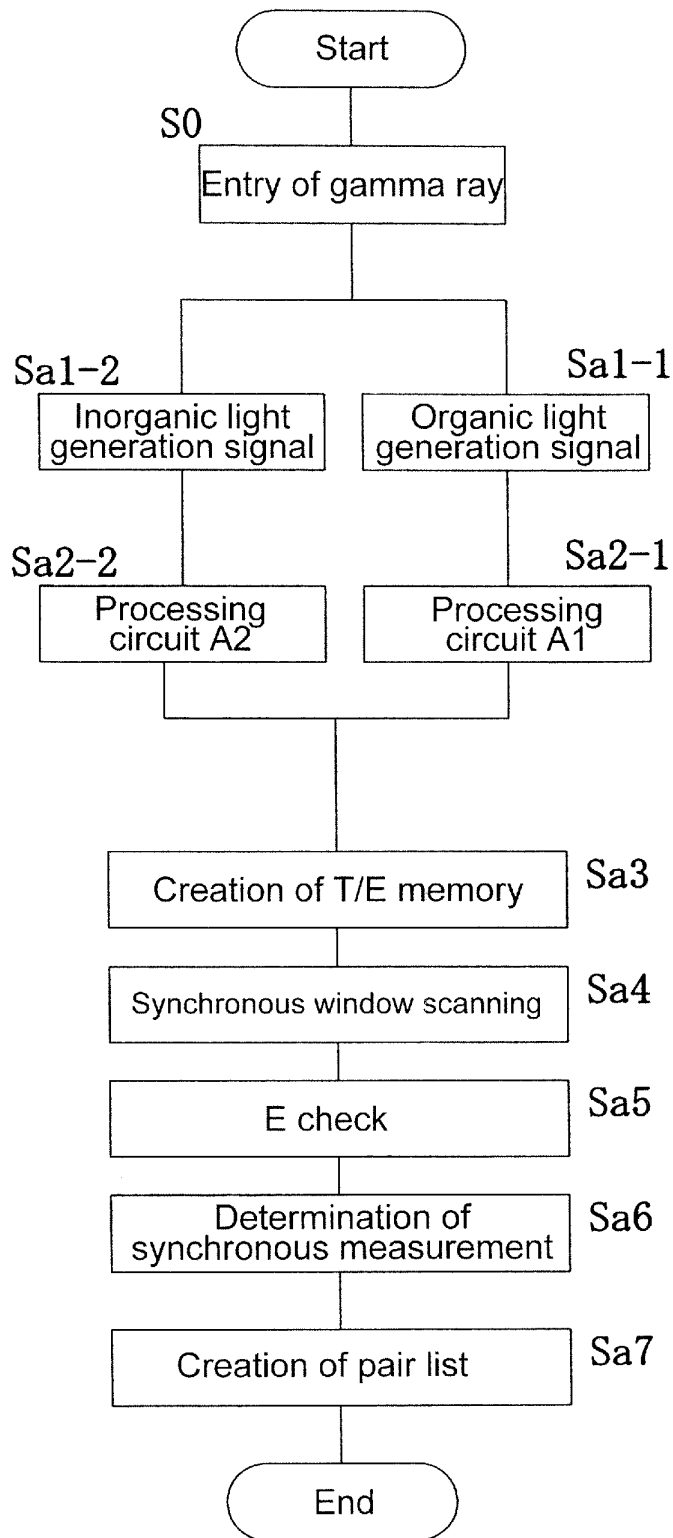 Start
S0
Entry of gamma ray
Sa1-2
Sa1-1
Inorganic light
generation signal
Organic light
generation signal
Sa2-2
Sa2-1
Processing
circuit A2
Processing
circuit A1
Creation of T/E memory
Sa3
Synchronous window scanning
Sa4
E check
Sa5
Determination of
synchronous measurement
Sa6
Creation of pair list
Sa7
End